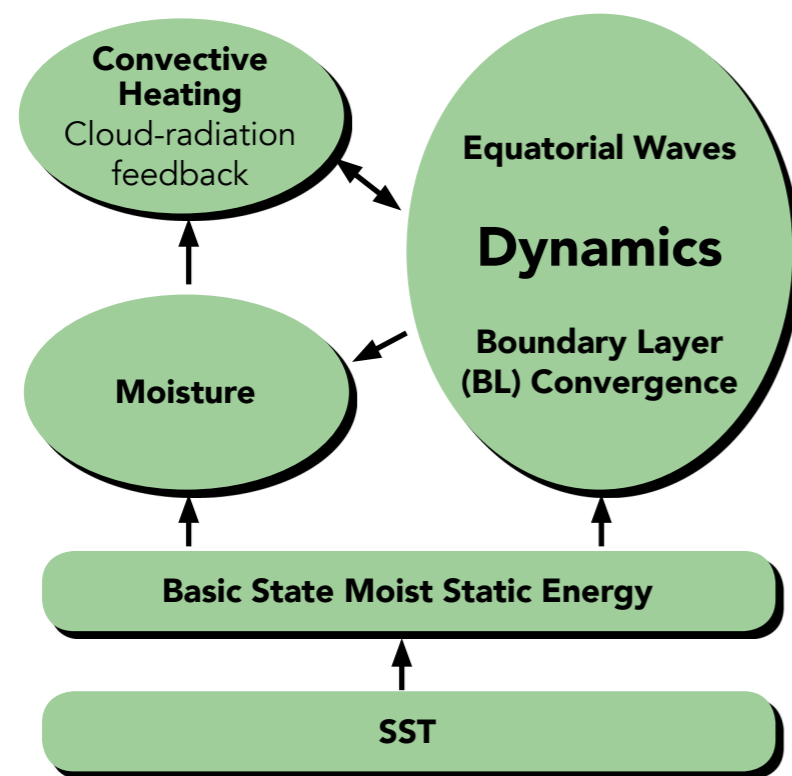 Convective
Heating
Cloud-radiation
feedback
Equatorial Waves
Dynamics
Boundary Layer
(BL) Convergence
Moisture
Basic State Moist Static Energy
SST